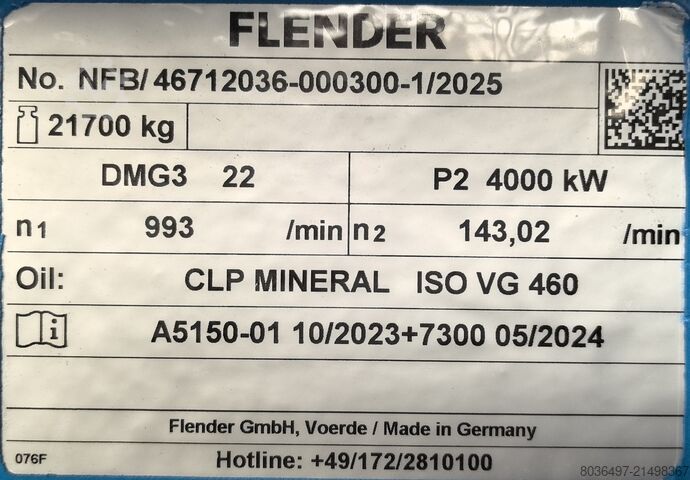 FLENDER
No. NFB/ 46712036-000300-1/2025
21700 kg
DMG3 22 P2 4000 kW
n1 993 /min n2 143,02 /min
Oil: CLP MINERAL ISO VG 460
A5150-01 10/2023+7300 05/2024
Flender GmbH, Voerde / Made in Germany
076F Hotline: +49/172/2810100
8036497-21498367